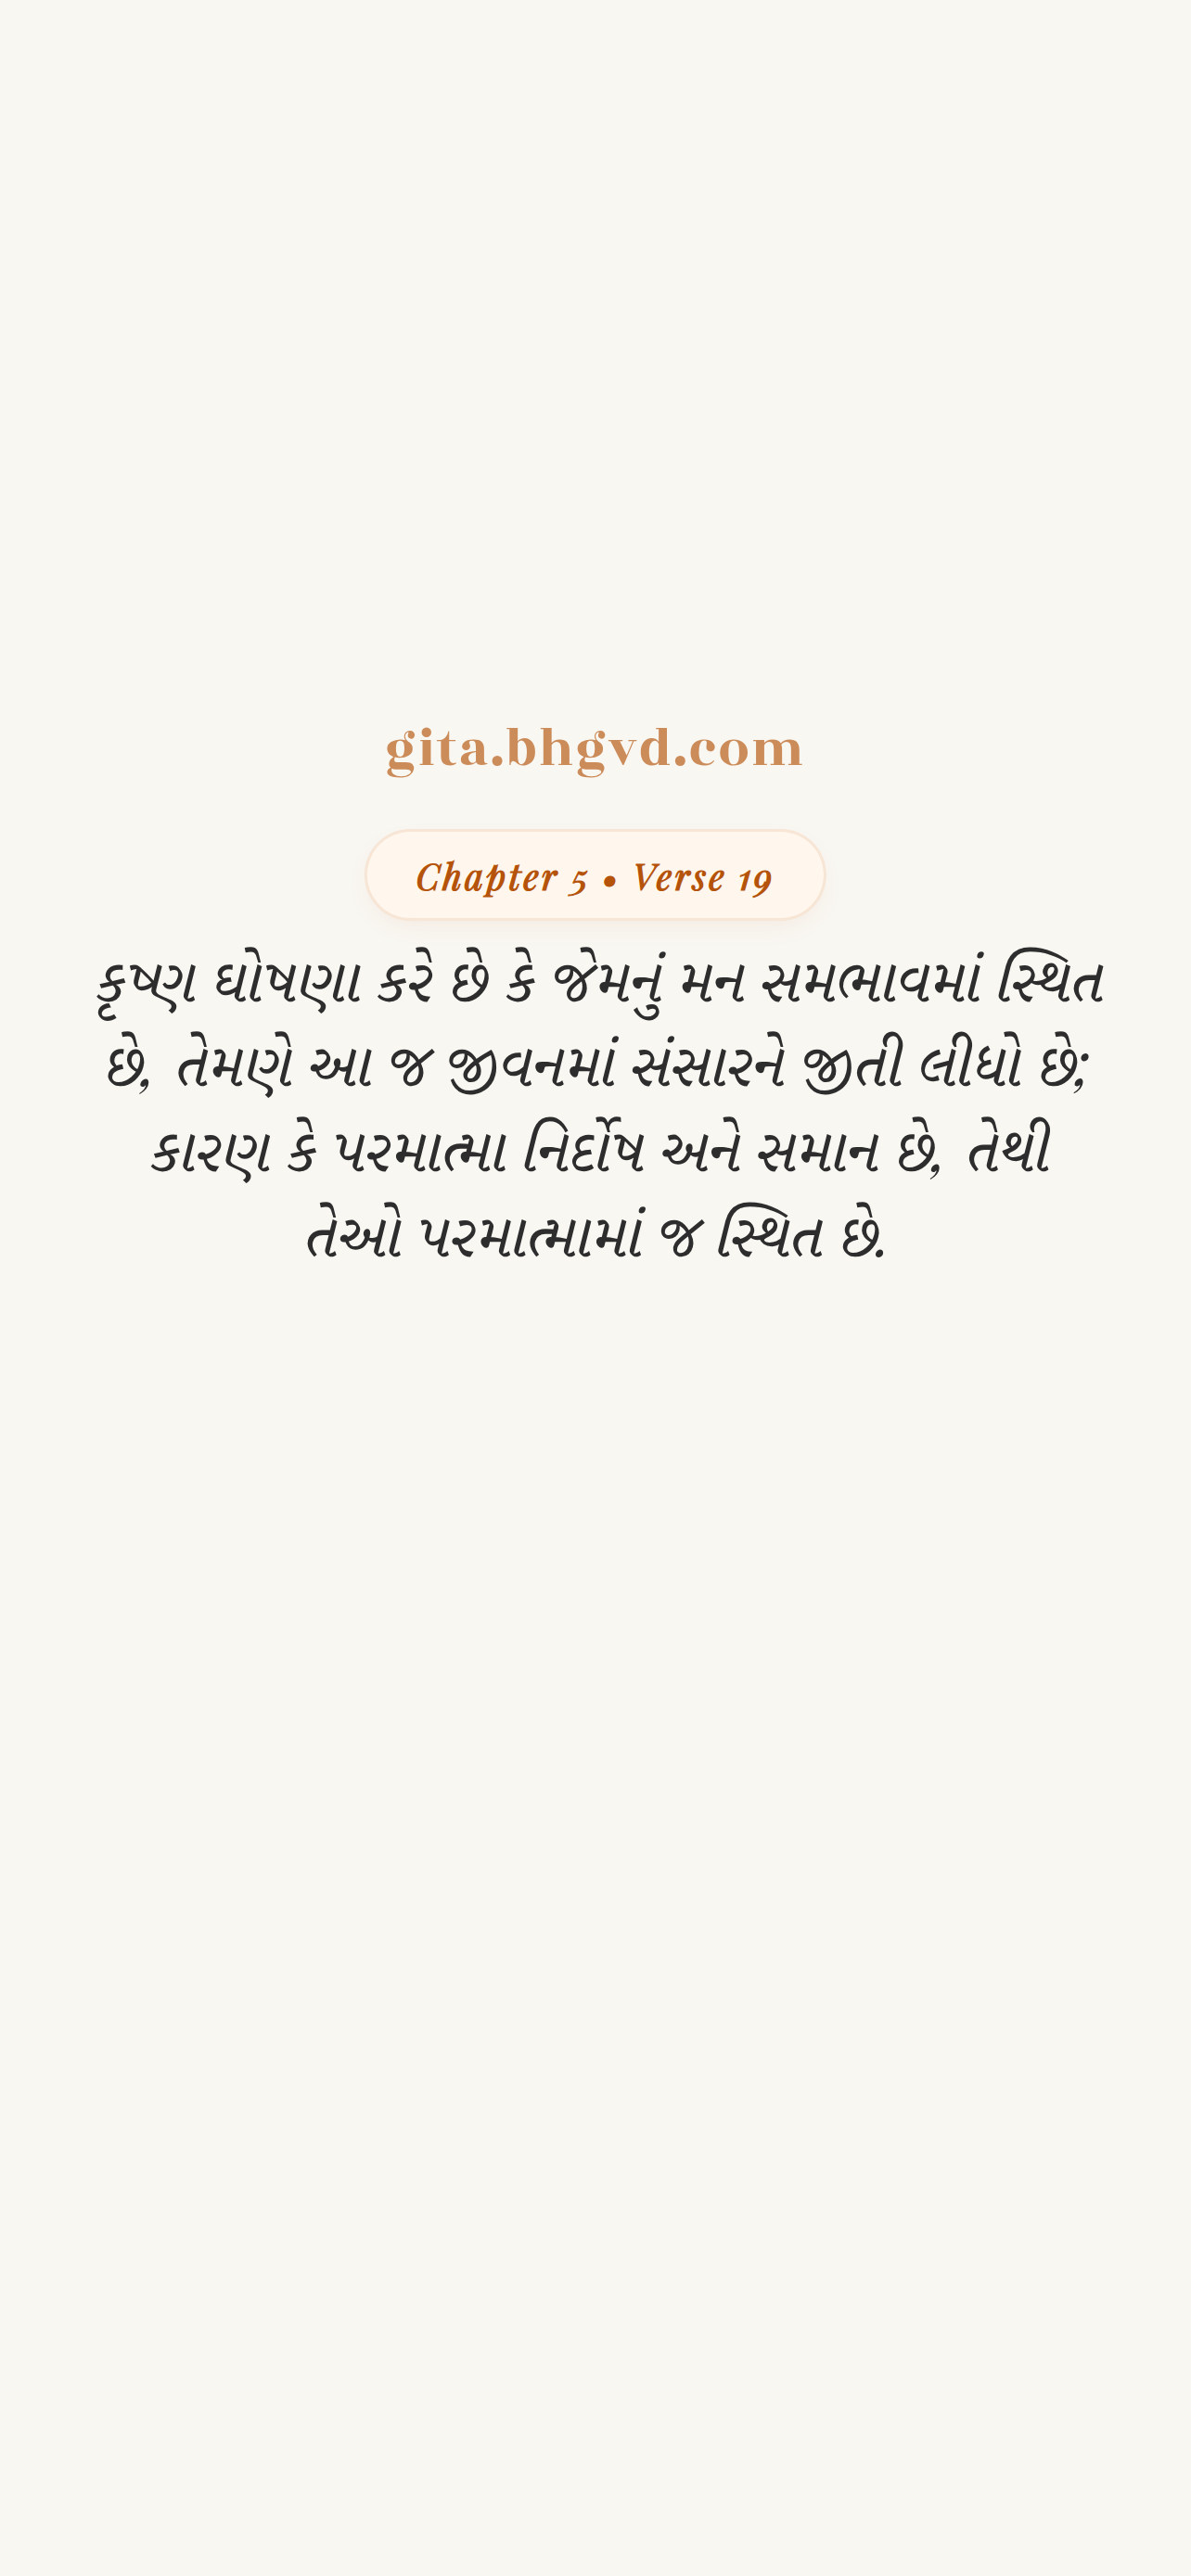 gita.bhgvd.com
Chapter 5 • Verse 19
કૃષ્ણ ઘોષણા કરે છે કે જેમનું મન સમભાવમાં સ્થિત
છે, તેમણે આ જ જીવનમાં સંસારને જીતી લીધો છે;
કારણ કે પરમાત્મા નિર્દોષ અને સમાન છે, તેથી
તેઓ પરમાત્મામાં જ સ્થિત છે.